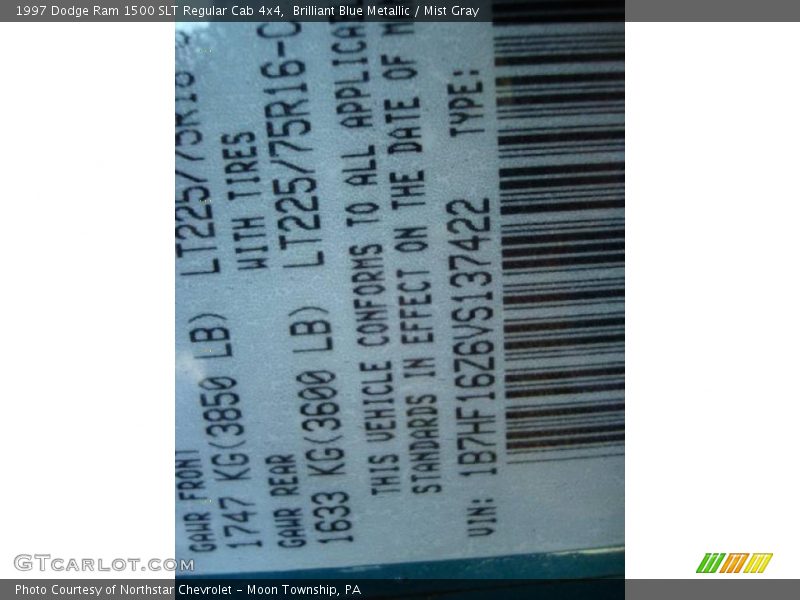 1997 Dodge Ram 1500 SLT Regular Cab 4x4, Brilliant Blue Metallic / Mist Gray
GAWR FRONT WITH TIRES
1747 KG(3850 LB) LT225/75R16-
GAWR REAR
1633 KG(3600 LB) LT225/75R16-C
THIS VEHICLE CONFORMS TO ALL
STANDARDS IN EFFECT ON THE DATE OF
VIN: 1B7HF16Z6VS137422 TYPE:
GTCARLOT.COM
Photo Courtesy of Northstar Chevrolet - Moon Township, PA